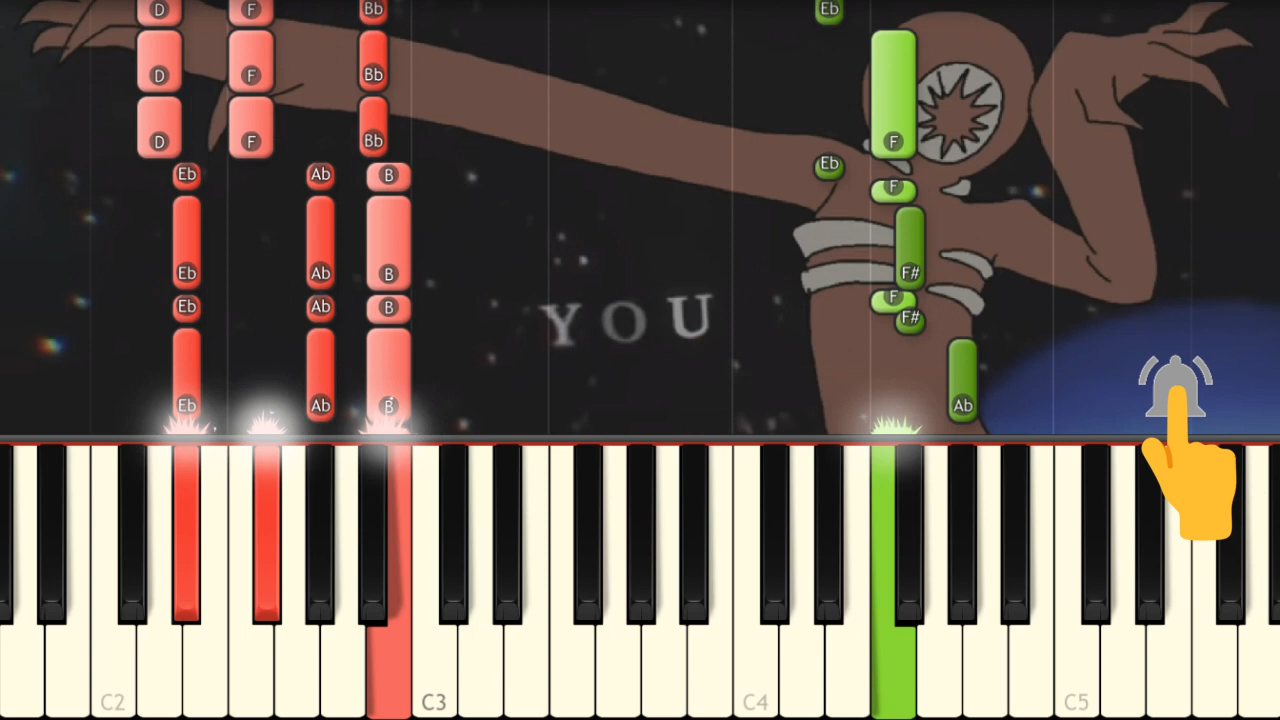 D F Bb Eb
D F Bb F
D F Bb
Eb Ab B Eb
F
Eb Ab B F#
Eb Ab B F
F#
YOU
Eb Ab B Ab
C2 C3 C4 C5